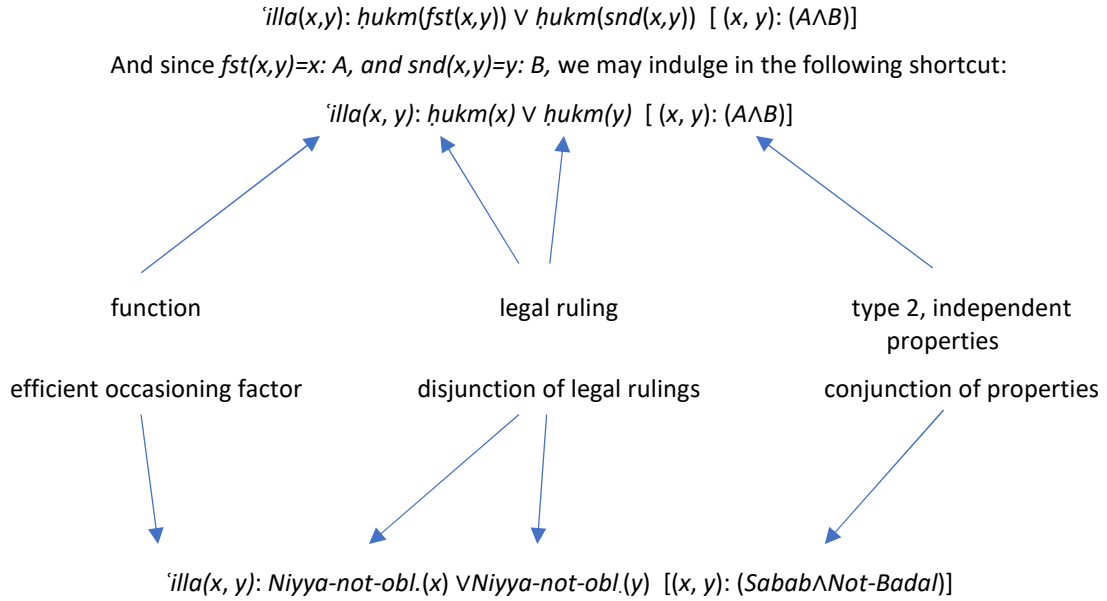 ʿilla(x,y): ḥukm(fst(x,y)) ∨ ḥukm(snd(x,y)) [ (x, y): (A∧B)]
And since fst(x,y)=x: A, and snd(x,y)=y: B, we may indulge in the following shortcut:
ʿilla(x, y): ḥukm(x) ∨ ḥukm(y) [ (x, y): (A∧B)]
function
legal ruling
type 2, independent
properties
efficient occasioning factor
disjunction of legal rulings
conjunction of properties
ʿilla(x, y): Niyya-not-obl.(x) ∨Niyya-not-obl.(y) [(x, y): (Sabab∧Not-Badal)]